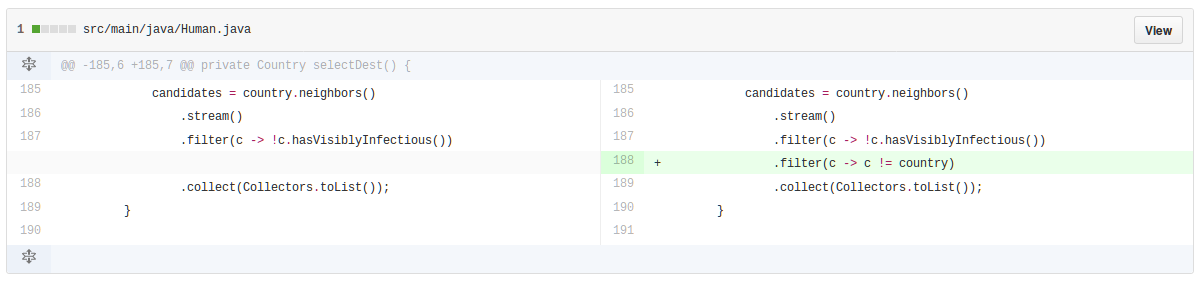 1 src/main/java/Human.java View
@@ -185,6 +185,7 @@ private Country selectDest() {
185 candidates = country.neighbors() 185 candidates = country.neighbors()
186 .stream() 186 .stream()
187 .filter(c -> !c.hasVisiblyInfectious()) 187 .filter(c -> !c.hasVisiblyInfectious())
188 + .filter(c -> c != country)
188 .collect(Collectors.toList()); 189 .collect(Collectors.toList());
189 } 190 }
190 191